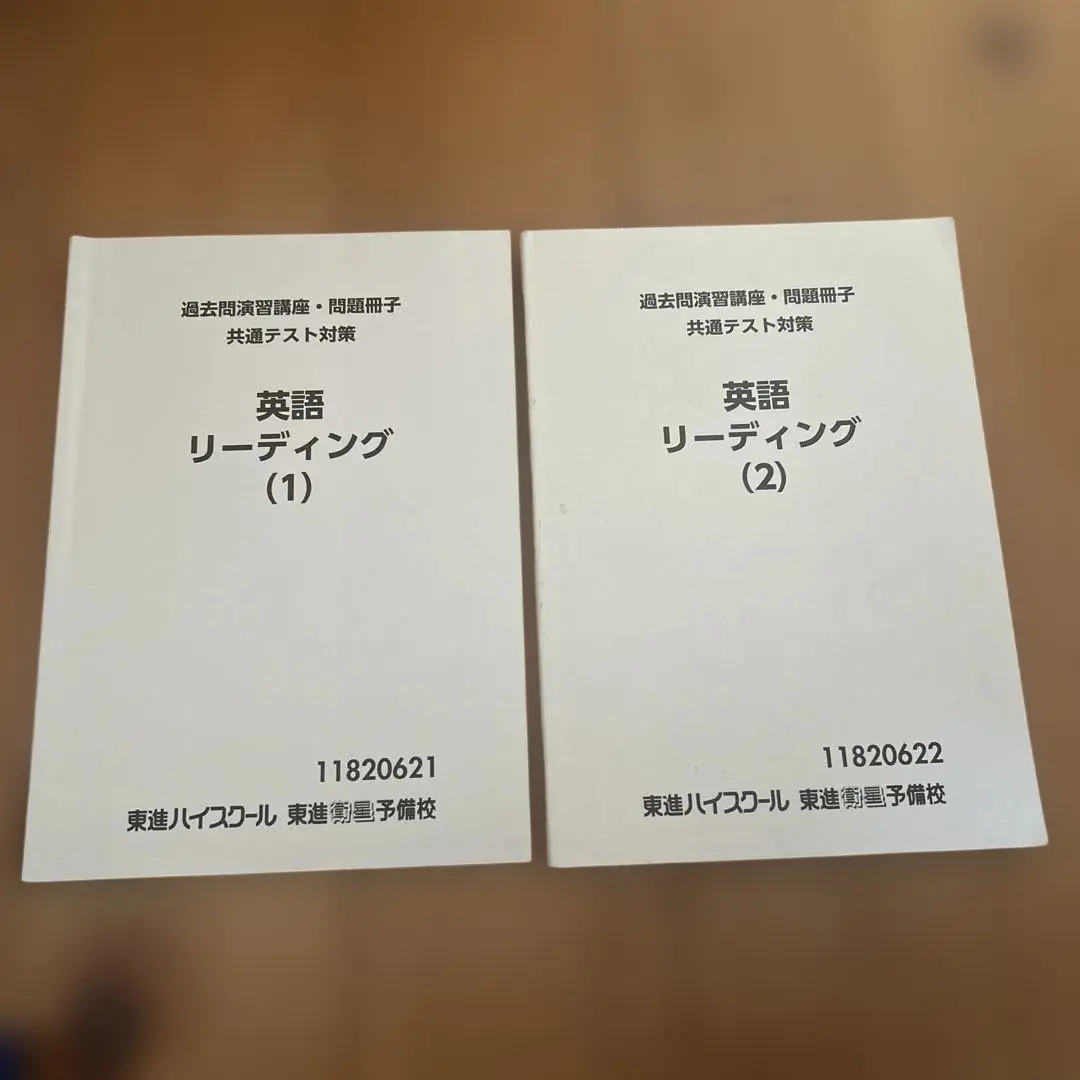 過去問演習講座・問題冊子
共通テスト対策
英語
リーディング
(1)
11820621
東進ハイスクール 東進衛星予備校
過去問演習講座・問題冊子
共通テスト対策
英語
リーディング
(2)
11820622
東進ハイスクール 東進衛星予備校